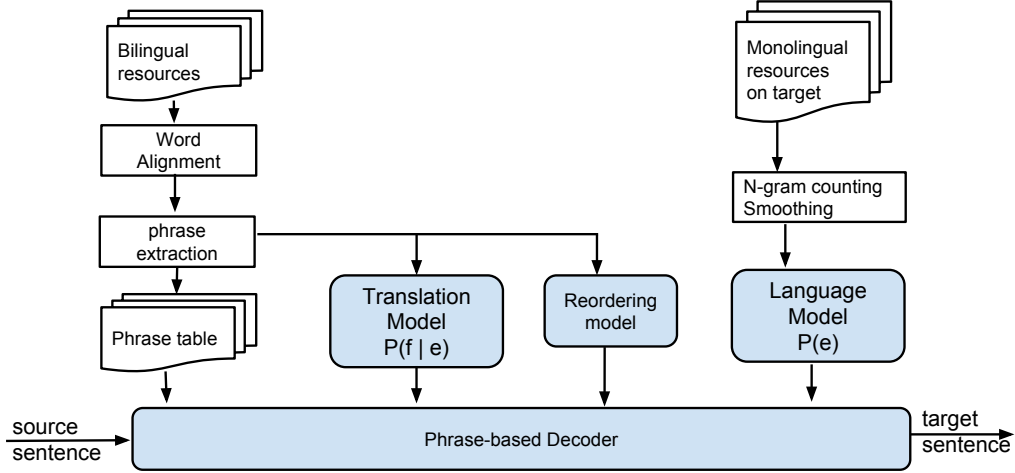 Bilingual
resources
Monolingual
resources
on target
Word
Alignment
N-gram counting
Smoothing
phrase
extraction
Translation
Model
P(f | e)
Reordering
model
Language
Model
P(e)
Phrase table
source
sentence
Phrase-based Decoder
target
sentence